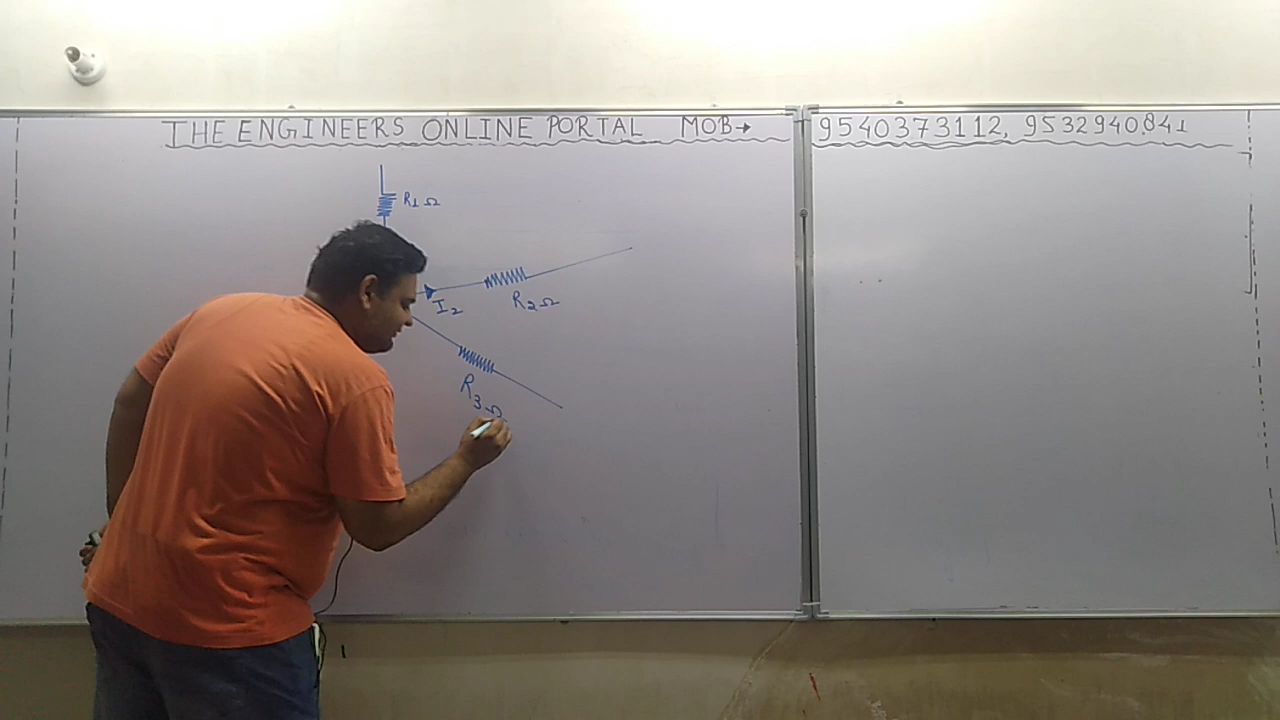 THE ENGINEERS ONLINE PORTAL MOB→ 9540373112, 9532940841
R1 Ω
I2
R2 Ω
R3 Ω